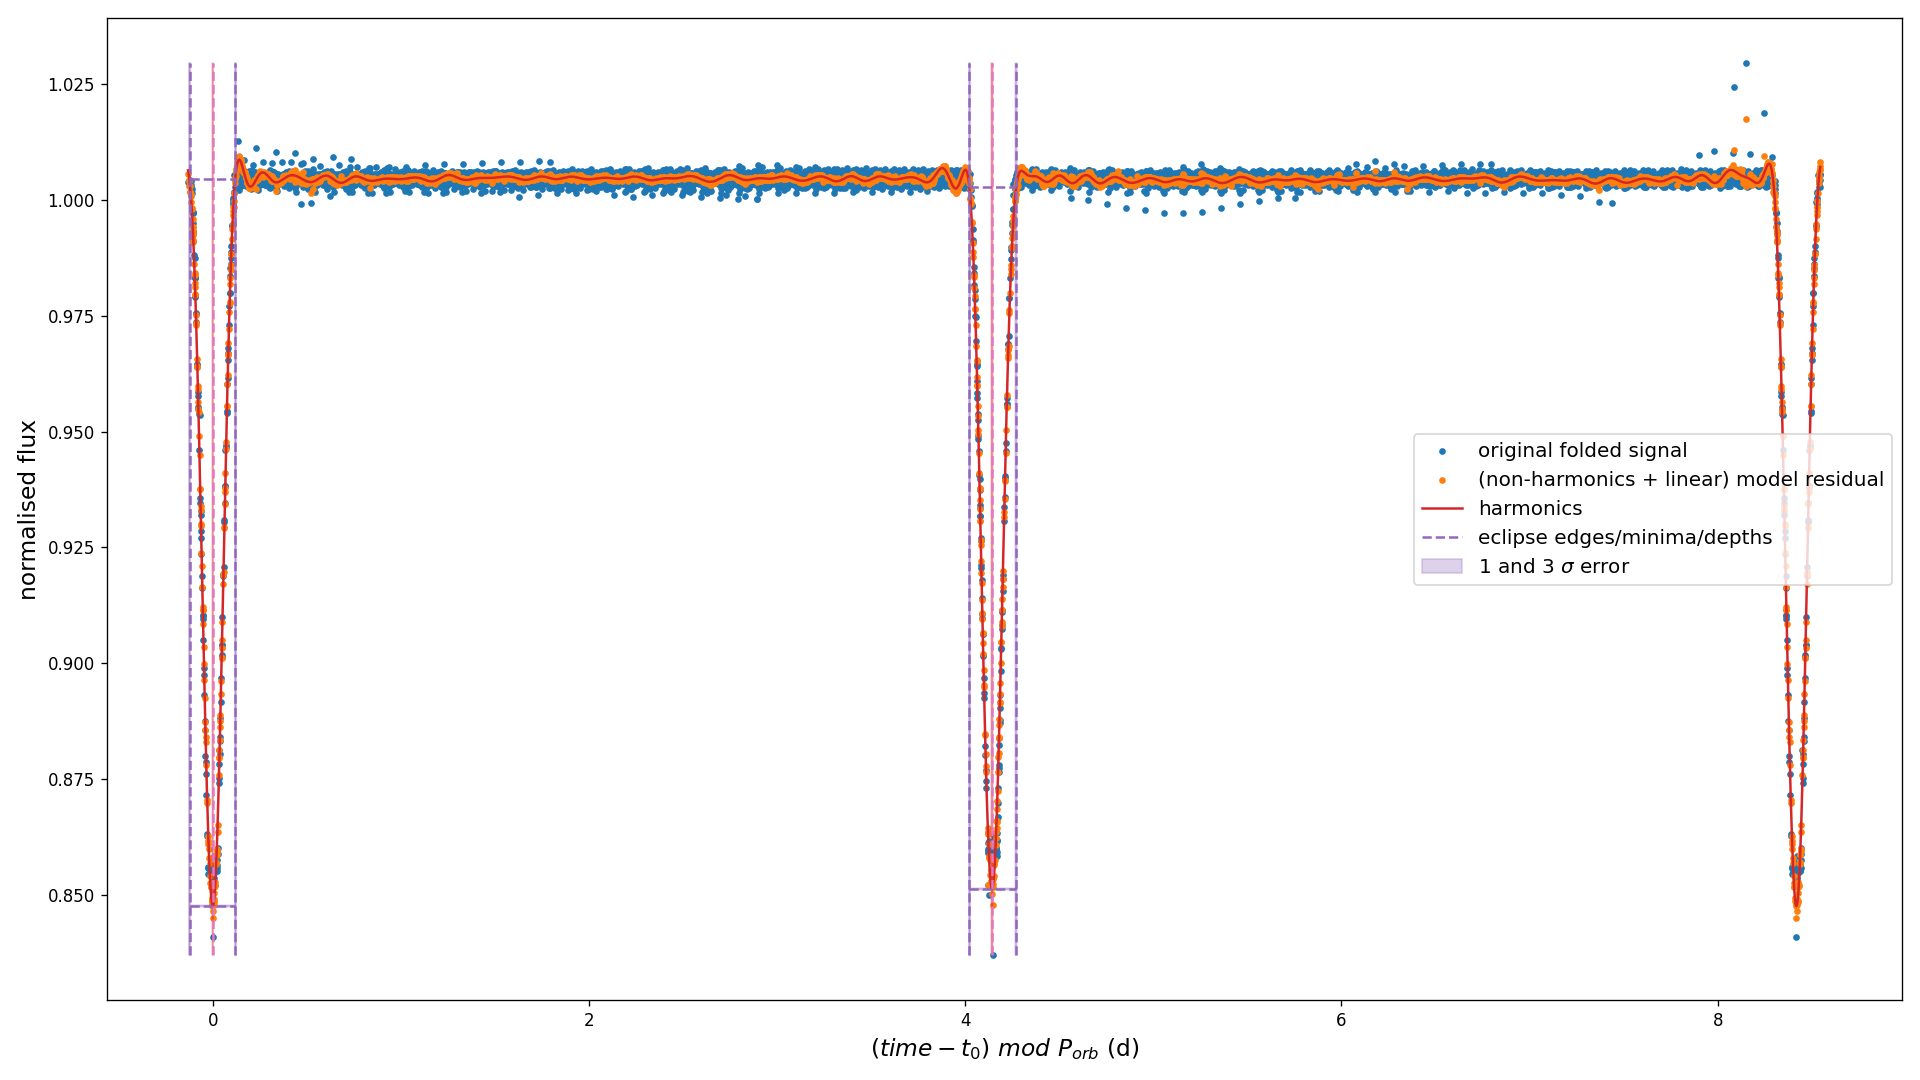 1.025
1.000
0.975
0.950
0.925
0.900
0.875
0.850
normalised flux
original folded signal
(non-harmonics + linear) model residual
harmonics
eclipse edges/minima/depths
1 and 3 σ error
0 2 4 6 8
(time − t₀) mod Pₒᵣᵦ (d)